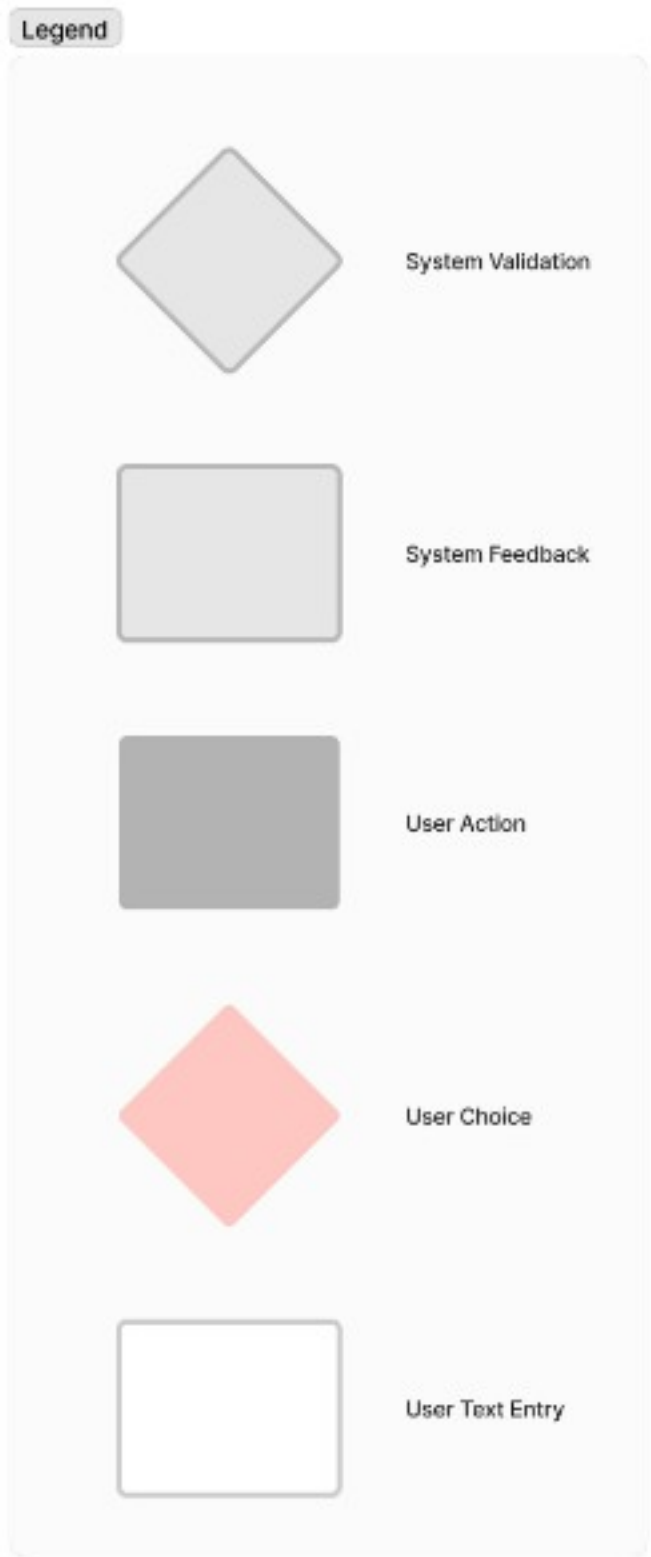 Legend
System Validation
System Feedback
User Action
User Choice
User Text Entry